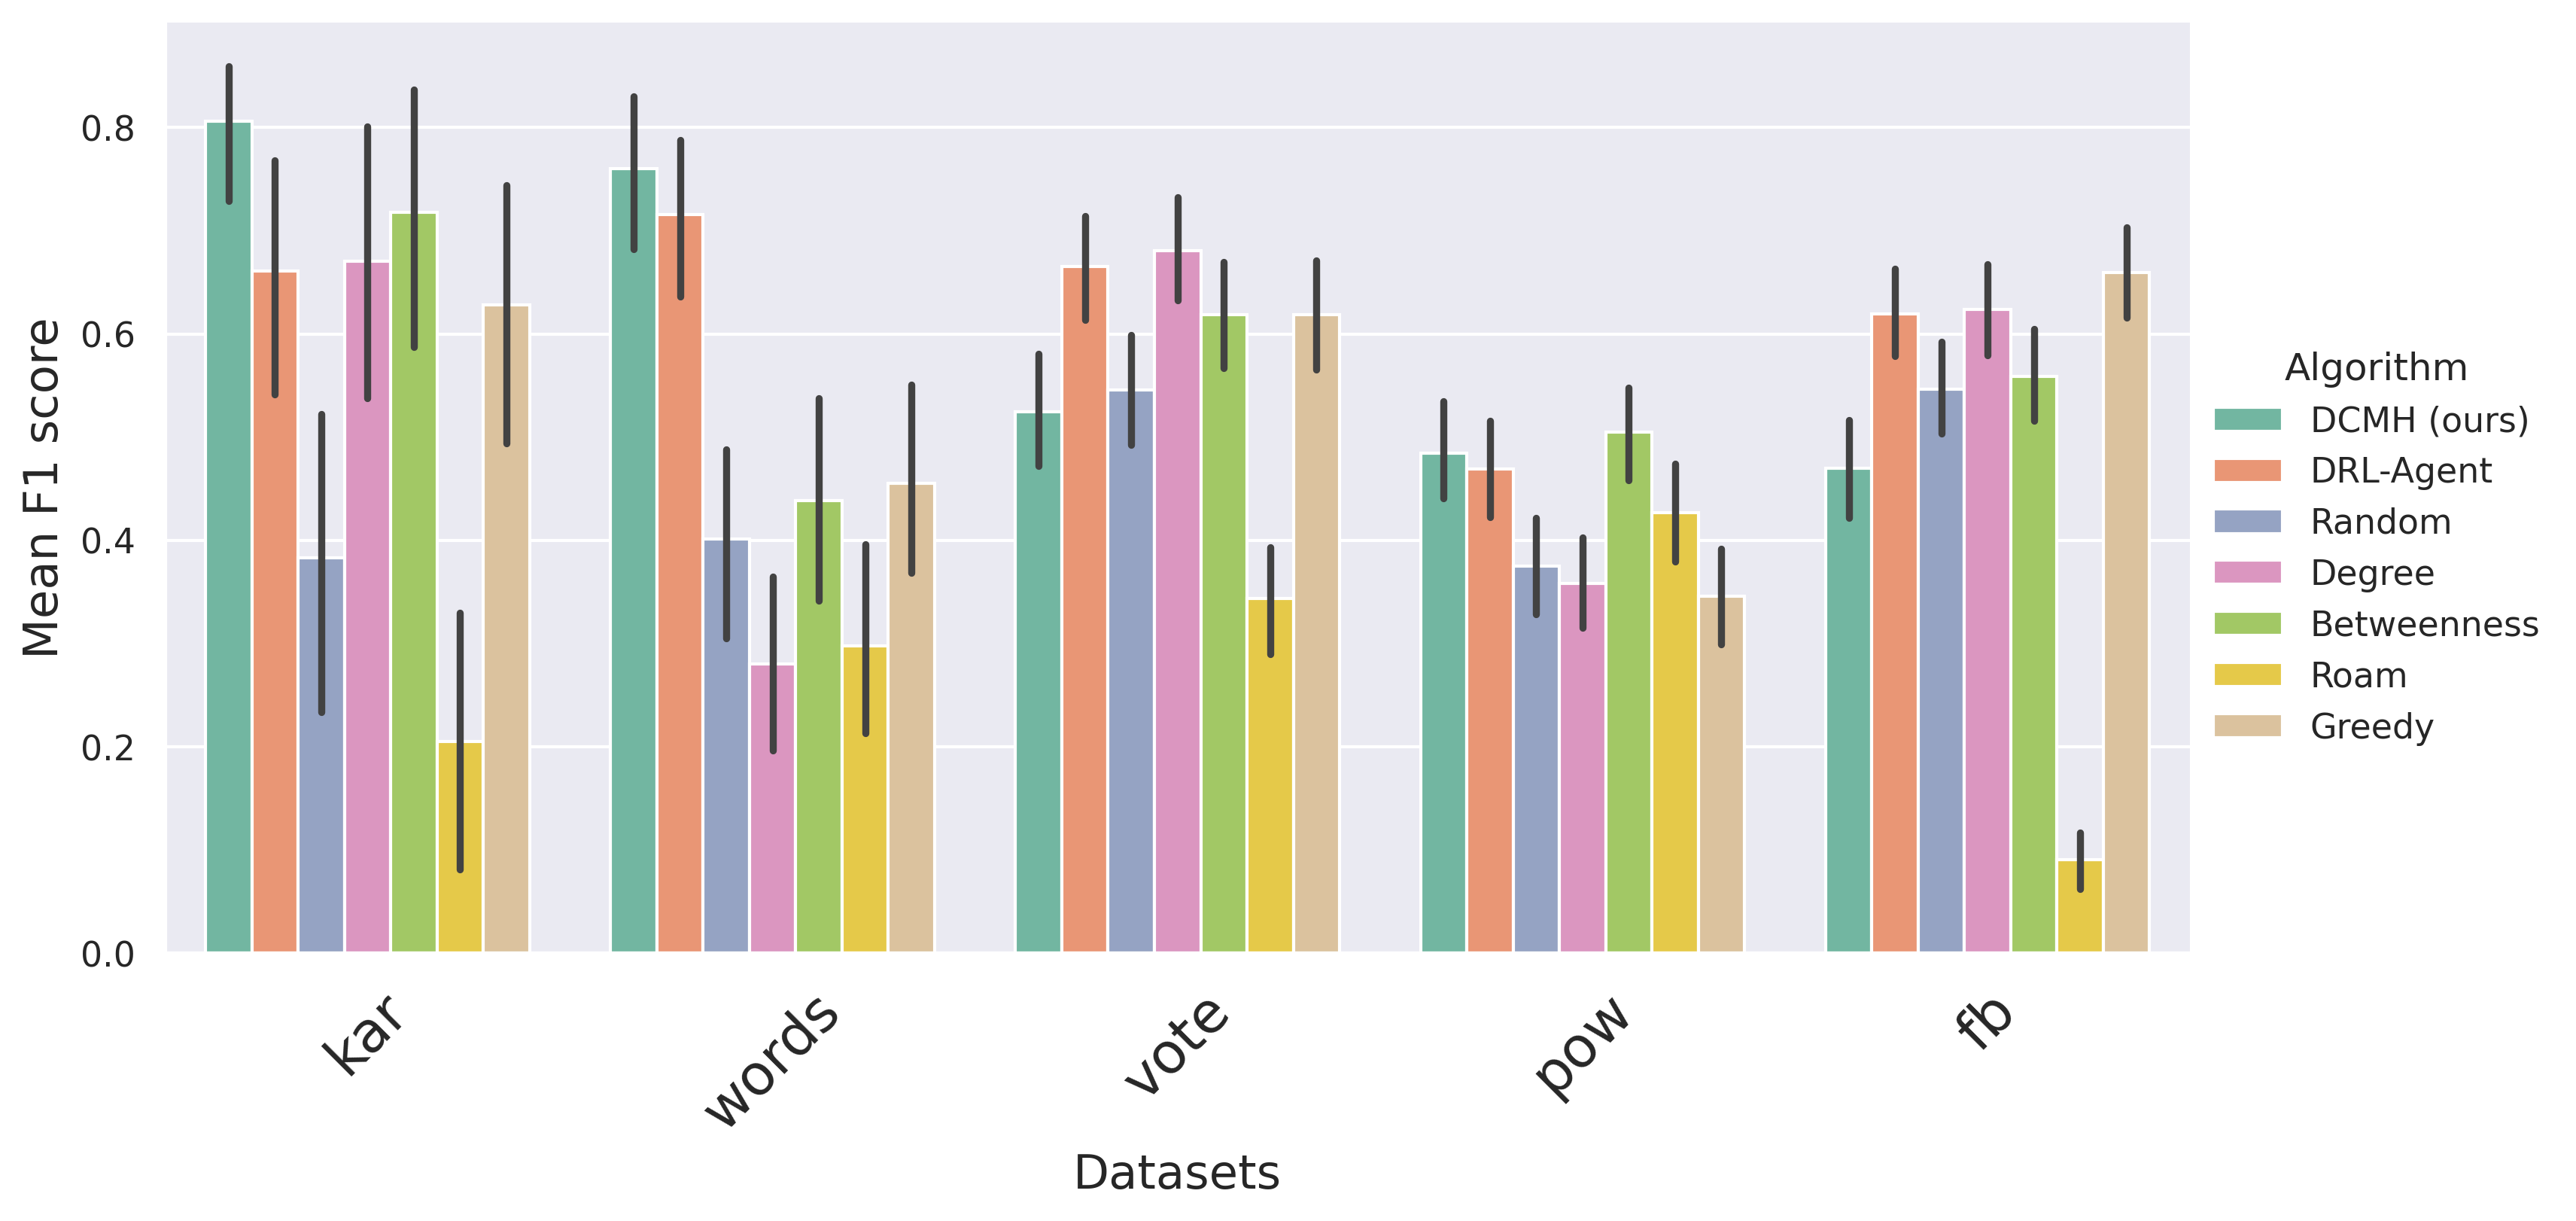 Mean F1 score
0.8
0.6
0.4
0.2
0.0
kar
words
vote
pow
fb
Datasets
Algorithm
DCMH (ours)
DRL-Agent
Random
Degree
Betweenness
Roam
Greedy